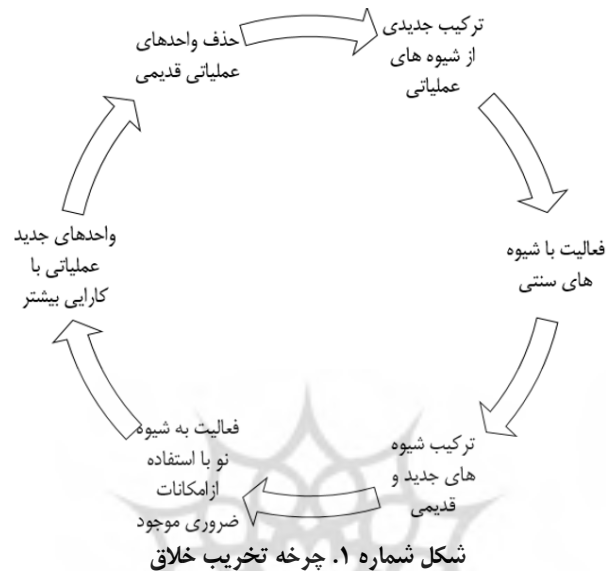 ترکیب جدیدی
از شیوه های
عملیاتی
فعالیت با شیوه
های سنتی
ترکیب شیوه
های جدید و
قدیمی
فعالیت به شیوه
نو با استفاده
ازامکانات
ضروری موجود
واحدهای جدید
عملیاتی با
کارایی بیشتر
حذف واحدهای
عملیاتی قدیمی
شکل شماره ۱. چرخه تخریب خلاق